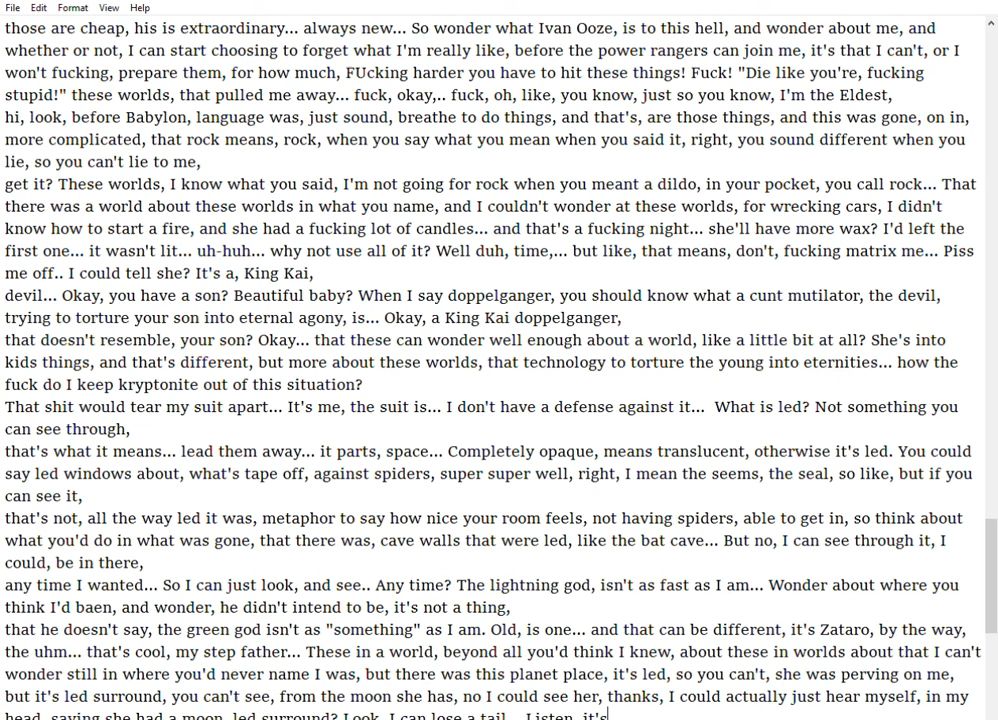 File Edit Format View Help
those are cheap, his is extraordinary... always new... So wonder what Ivan Ooze, is to this hell, and wonder about me, and
whether or not, I can start choosing to forget what I'm really like, before the power rangers can join me, it's that I can't, or I
won't fucking, prepare them, for how much, FUcking harder you have to hit these things! Fuck! "Die like you're, fucking
stupid!" these worlds, that pulled me away... fuck, okay,.. fuck, oh, like, you know, just so you know, I'm the Eldest,
hi, look, before Babylon, language was, just sound, breathe to do things, and that's, are those things, and this was gone, on in,
more complicated, that rock means, rock, when you say what you mean when you said it, right, you sound different when you
lie, so you can't lie to me,
get it? These worlds, I know what you said, I'm not going for rock when you meant a dildo, in your pocket, you call rock... That
there was a world about these worlds in what you name, and I couldn't wonder at these worlds, for wrecking cars, I didn't
know how to start a fire, and she had a fucking lot of candles... and that's a fucking night... she'll have more wax? I'd left the
first one... it wasn't lit... uh-huh... why not use all of it? Well duh, time,... but like, that means, don't, fucking matrix me... Piss
me off.. I could tell she? It's a, King Kai,
devil... Okay, you have a son? Beautiful baby? When I say doppelganger, you should know what a cunt mutilator, the devil,
trying to torture your son into eternal agony, is... Okay, a King Kai doppelganger,
that doesn't resemble, your son? Okay... that these can wonder well enough about a world, like a little bit at all? She's into
kids things, and that's different, but more about these worlds, that technology to torture the young into eternities... how the
fuck do I keep kryptonite out of this situation?
That shit would tear my suit apart... It's me, the suit is... I don't have a defense against it...  What is led? Not something you
can see through,
that's what it means... lead them away... it parts, space... Completely opaque, means translucent, otherwise it's led. You could
say led windows about, what's tape off, against spiders, super super well, right, I mean the seems, the seal, so like, but if you
can see it,
that's not, all the way led it was, metaphor to say how nice your room feels, not having spiders, able to get in, so think about
what you'd do in what was gone, that there was, cave walls that were led, like the bat cave... But no, I can see through it, I
could, be in there,
any time I wanted... So I can just look, and see.. Any time? The lightning god, isn't as fast as I am... Wonder about where you
think I'd baen, and wonder, he didn't intend to be, it's not a thing,
that he doesn't say, the green god isn't as "something" as I am. Old, is one... and that can be different, it's Zataro, by the way,
the uhm... that's cool, my step father... These in a world, beyond all you'd think I knew, about these in worlds about that I can't
wonder still in where you'd never name I was, but there was this planet place, it's led, so you can't, she was perving on me,
but it's led surround, you can't see, from the moon she has, no I could see her, thanks, I could actually just hear myself, in my
head, saying she had a moon, led surround? Look, I can lose a tail... Listen, it's